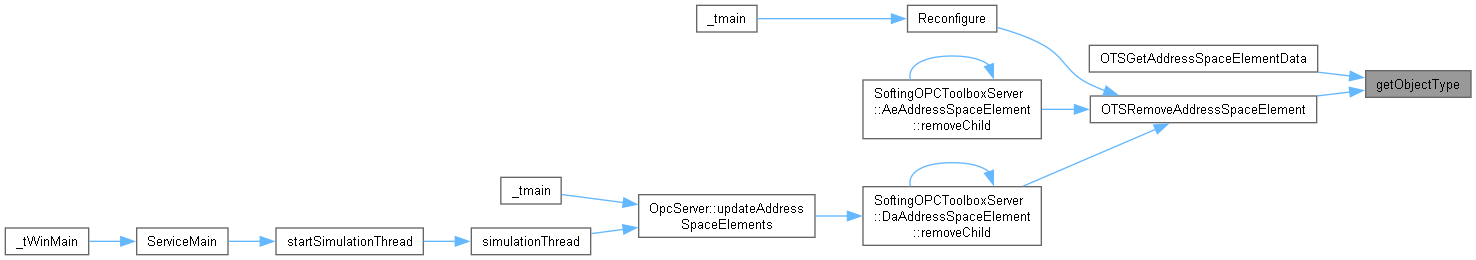 _tmain
Reconfigure
OTSGetAddressSpaceElementData
getObjectType
SoftingOPCToolboxServer
::AeAddressSpaceElement
::removeChild
OTSRemoveAddressSpaceElement
_tmain
OpcServer::updateAddress
SpaceElements
SoftingOPCToolboxServer
::DaAddressSpaceElement
::removeChild
_tWinMain
ServiceMain
startSimulationThread
simulationThread